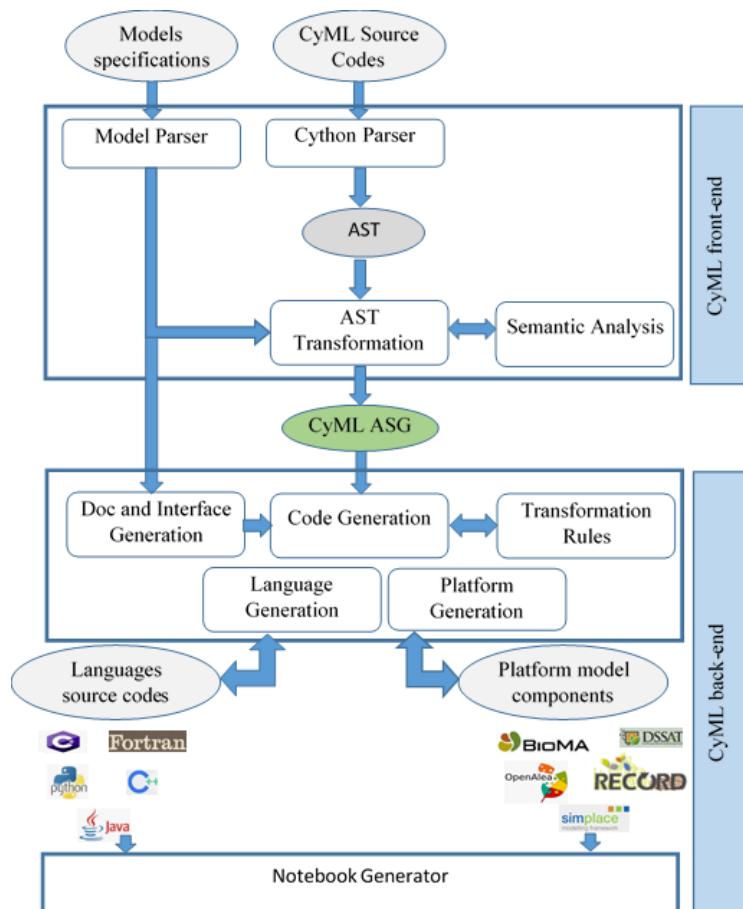 Models
specifications
CyML Source
Codes
Model Parser
Cython Parser
AST
AST
Transformation
Semantic Analysis
CyML front-end
CyML ASG
Doc and Interface
Generation
Code Generation
Transformation
Rules
Language
Generation
Platform
Generation
Languages
source codes
Platform model
components
CyML back-end
C#
Fortran
python
C++
Java
BioMA
DSSAT
OpenAlea
RECORD
simplace
modelling framework
Notebook Generator